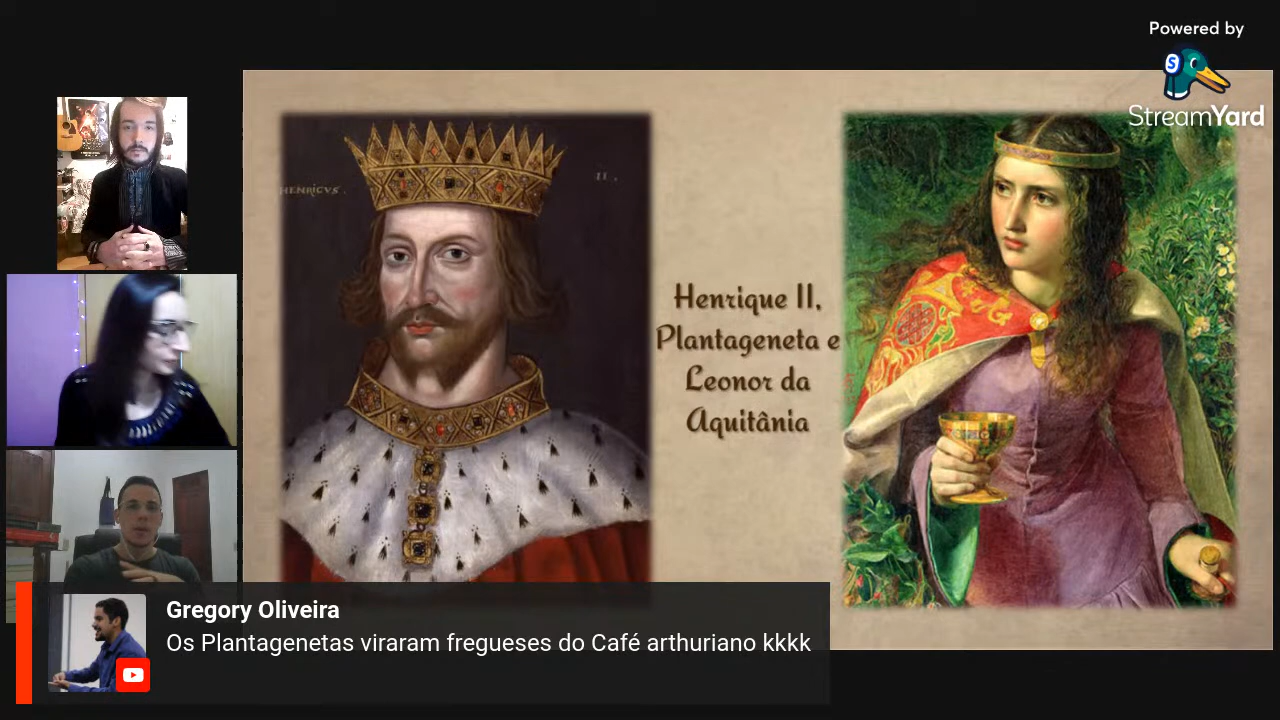 Powered by
StreamYard
HENRICVS.
II.
Henrique II,
Plantageneta e
Leonor da
Aquitânia
Gregory Oliveira
Os Plantagenetas viraram fregueses do Café arthuriano kkkk